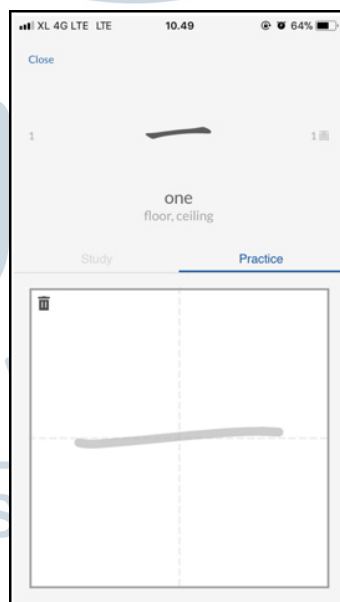 XL 4G LTE LTE 10.49 64%
Close
1 一 1画
one
floor, ceiling
Study Practice